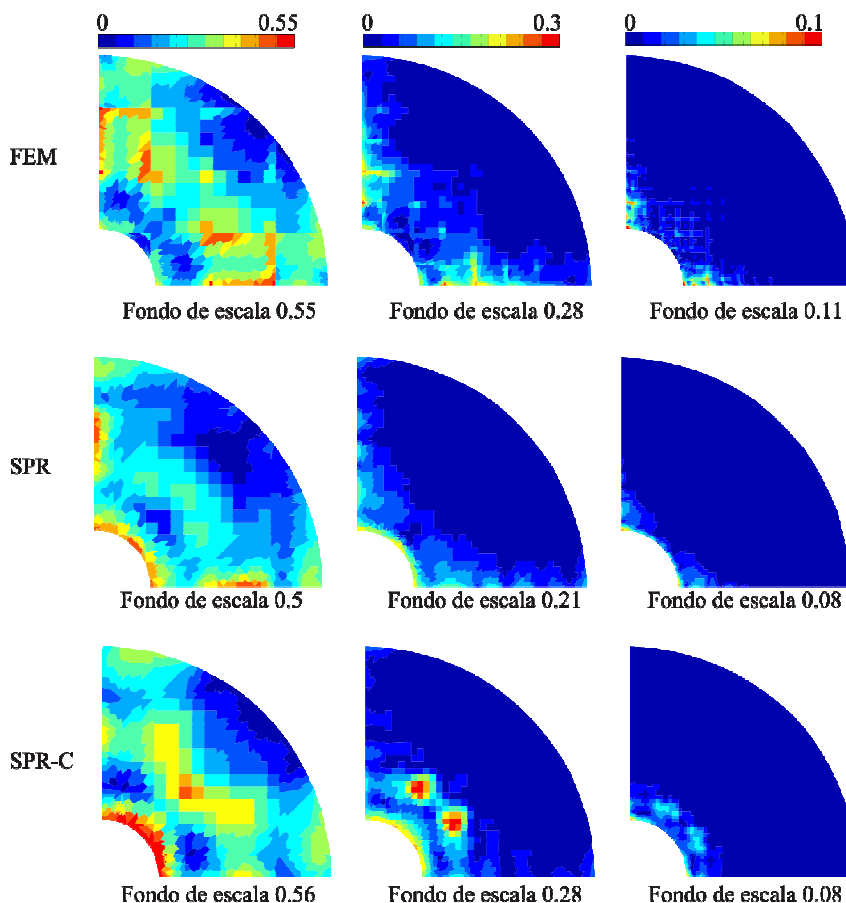 0 0.55 0 0.3 0 0.1
FEM
Fondo de escala 0.55 Fondo de escala 0.28 Fondo de escala 0.11
SPR
Fondo de escala 0.5 Fondo de escala 0.21 Fondo de escala 0.08
SPR-C
Fondo de escala 0.56 Fondo de escala 0.28 Fondo de escala 0.08